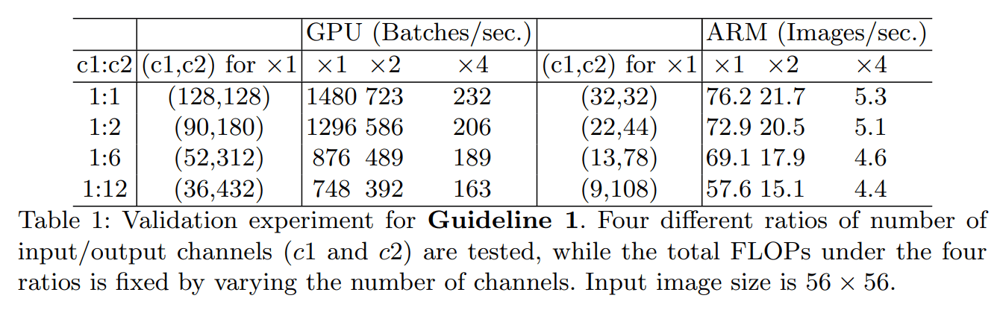 GPU (Batches/sec.) ARM (Images/sec.)
c1:c2 (c1,c2) for ×1 ×1 ×2 ×4 (c1,c2) for ×1 ×1 ×2 ×4
1:1 (128,128) 1480 723 232 (32,32) 76.2 21.7 5.3
1:2 (90,180) 1296 586 206 (22,44) 72.9 20.5 5.1
1:6 (52,312) 876 489 189 (13,78) 69.1 17.9 4.6
1:12 (36,432) 748 392 163 (9,108) 57.6 15.1 4.4
Table 1: Validation experiment for Guideline 1. Four different ratios of number of
input/output channels (c1 and c2) are tested, while the total FLOPs under the four
ratios is fixed by varying the number of channels. Input image size is 56 × 56.